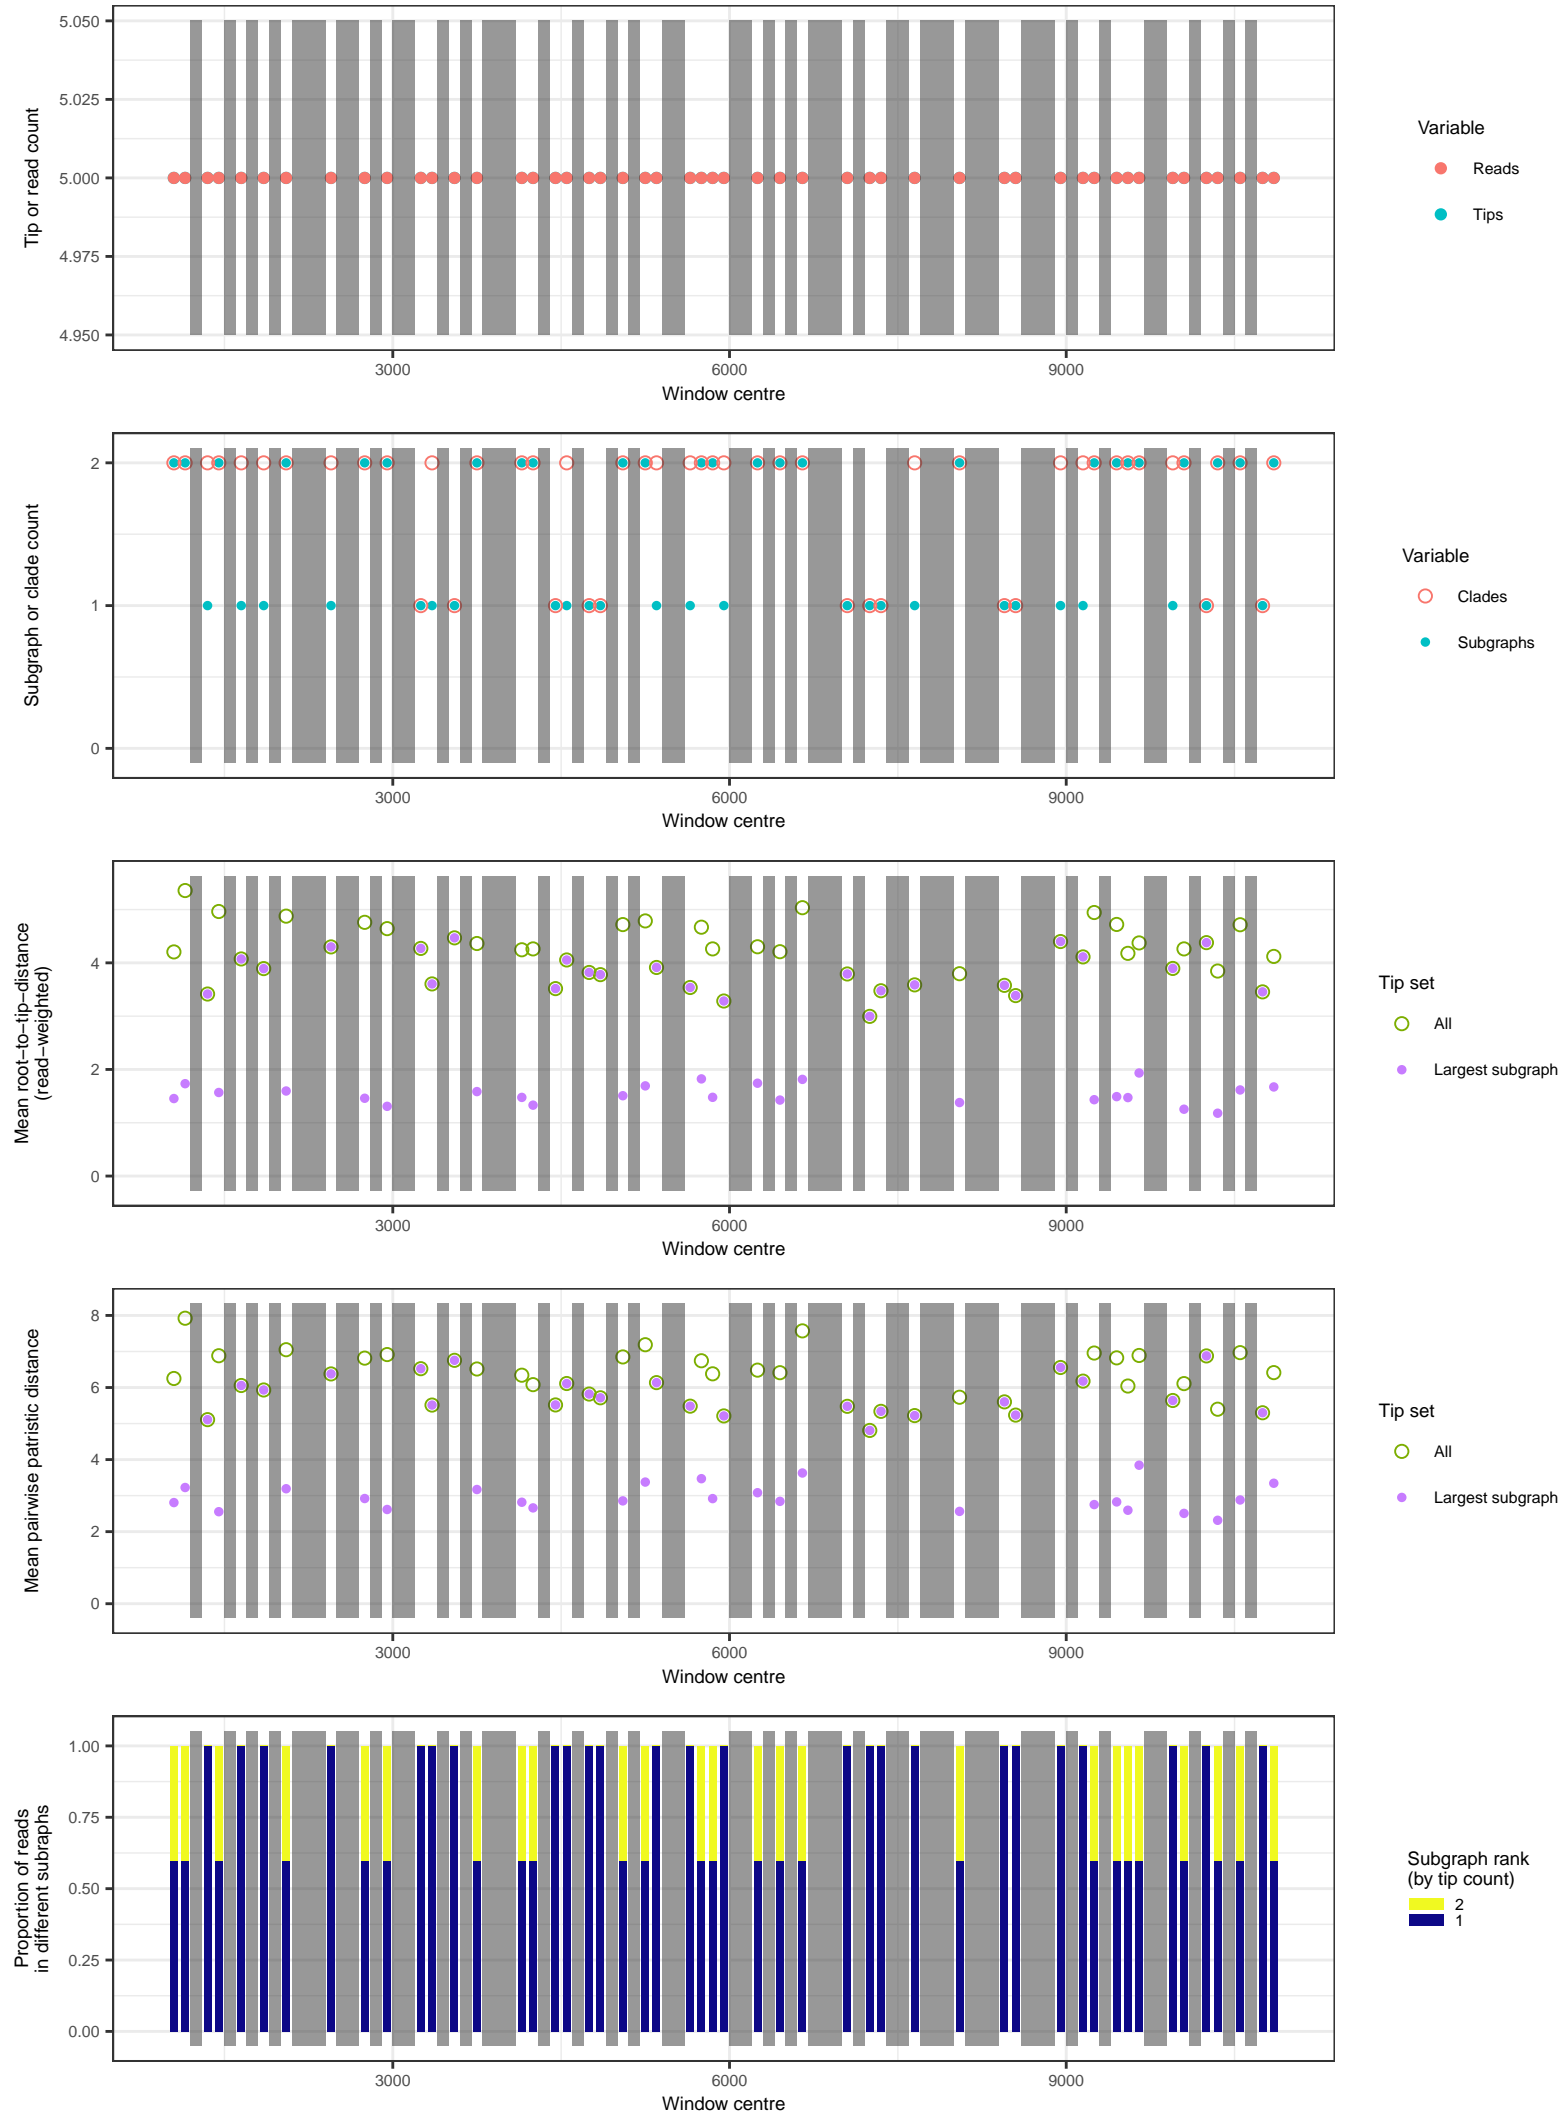 5.050
5.025
5.000
4.975
4.950
Tip or read count
3000
6000
9000
Window centre
Variable
Reads
Tips
2
1
0
Subgraph or clade count
3000
6000
9000
Window centre
Variable
Clades
Subgraphs
4
2
0
Mean root−to−tip−distance
(read−weighted)
3000
6000
9000
Window centre
Tip set
All
Largest subgraph
8
6
4
2
0
Mean pairwise patristic distance
3000
6000
9000
Window centre
Tip set
All
Largest subgraph
1.00
0.75
0.50
0.25
0.00
Proportion of reads
in different subraphs
3000
6000
9000
Window centre
Subgraph rank
(by tip count)
2
1